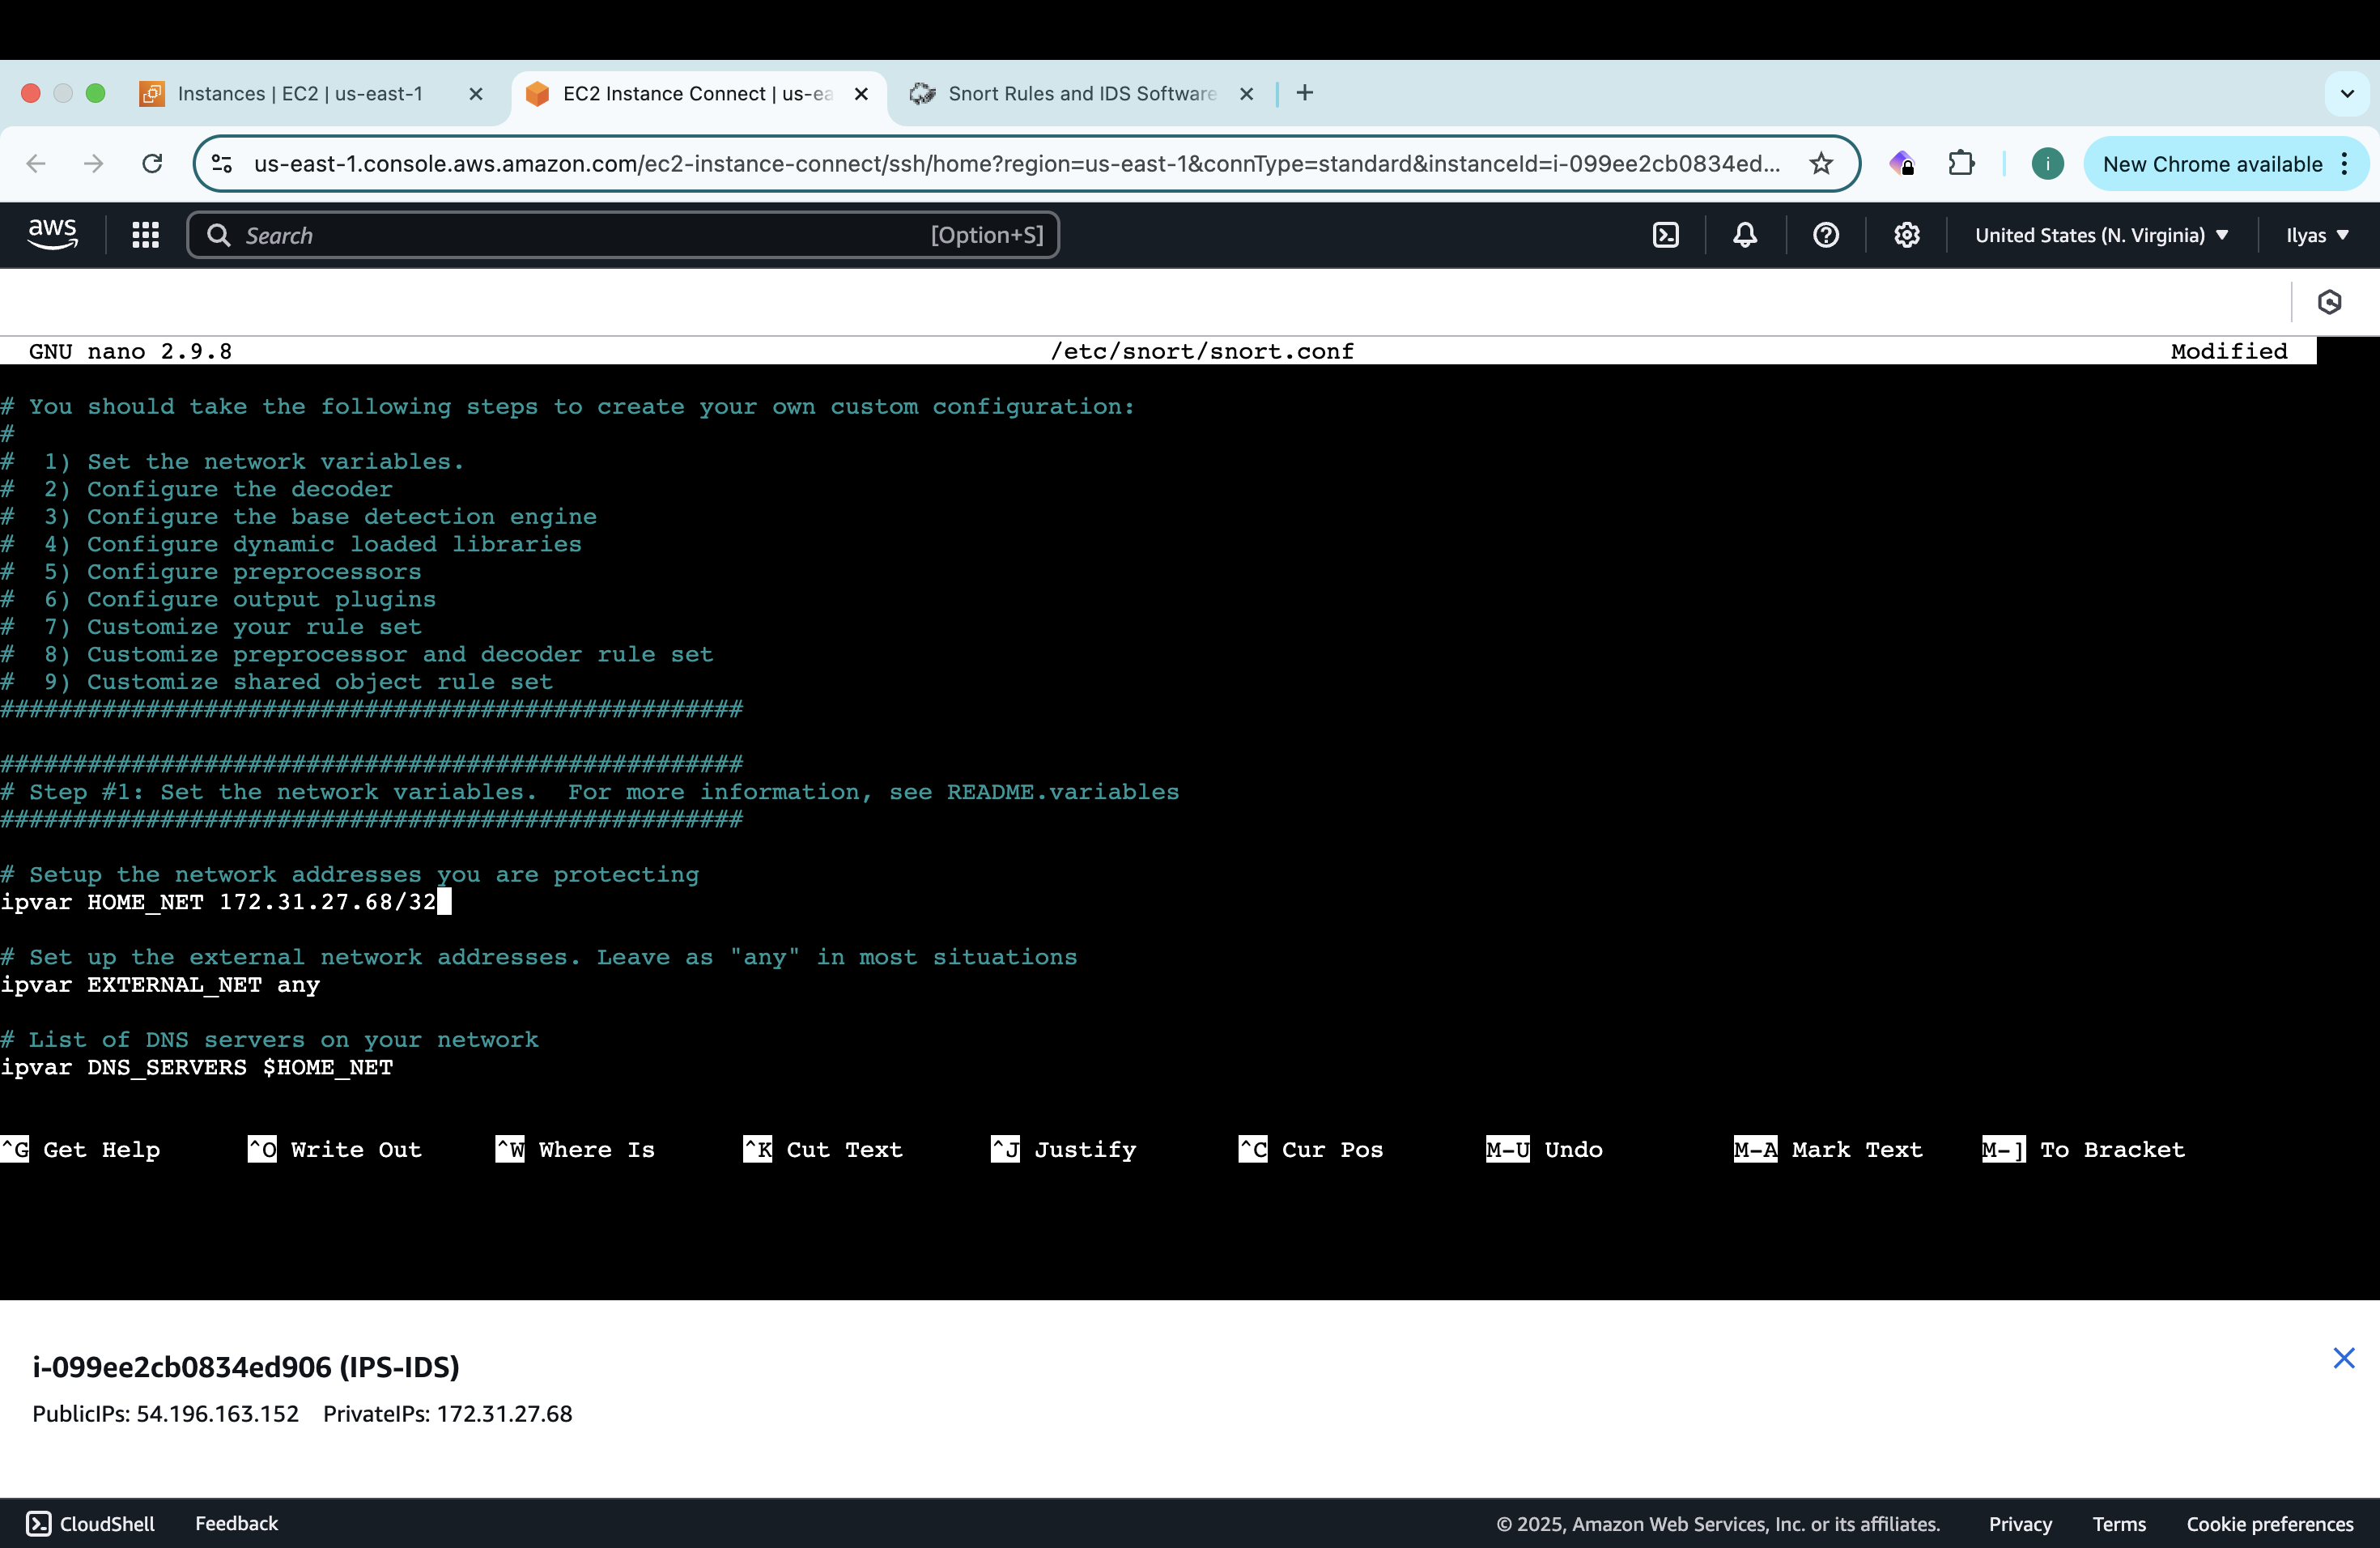 Instances | EC2 | us-east-1
EC2 Instance Connect | us-ea
Snort Rules and IDS Software
us-east-1.console.aws.amazon.com/ec2-instance-connect/ssh/home?region=us-east-1&connType=standard&instanceId=i-099ee2cb0834ed...
i
New Chrome available
aws
Search
[Option+S]
United States (N. Virginia)
Ilyas
GNU nano 2.9.8
/etc/snort/snort.conf
Modified
# You should take the following steps to create your own custom configuration:
#
#  1) Set the network variables.
#  2) Configure the decoder
#  3) Configure the base detection engine
#  4) Configure dynamic loaded libraries
#  5) Configure preprocessors
#  6) Configure output plugins
#  7) Customize your rule set
#  8) Customize preprocessor and decoder rule set
#  9) Customize shared object rule set
###################################################
###################################################
# Step #1: Set the network variables.  For more information, see README.variables
###################################################
# Setup the network addresses you are protecting
ipvar HOME_NET 172.31.27.68/32
# Set up the external network addresses. Leave as "any" in most situations
ipvar EXTERNAL_NET any
# List of DNS servers on your network
ipvar DNS_SERVERS $HOME_NET
^G Get Help ^O Write Out ^W Where Is ^K Cut Text ^J Justify ^C Cur Pos M-U Undo M-A Mark Text M-] To Bracket
i-099ee2cb0834ed906 (IPS-IDS)
PublicIPs: 54.196.163.152 PrivateIPs: 172.31.27.68
CloudShell
Feedback
© 2025, Amazon Web Services, Inc. or its affiliates.
Privacy
Terms
Cookie preferences